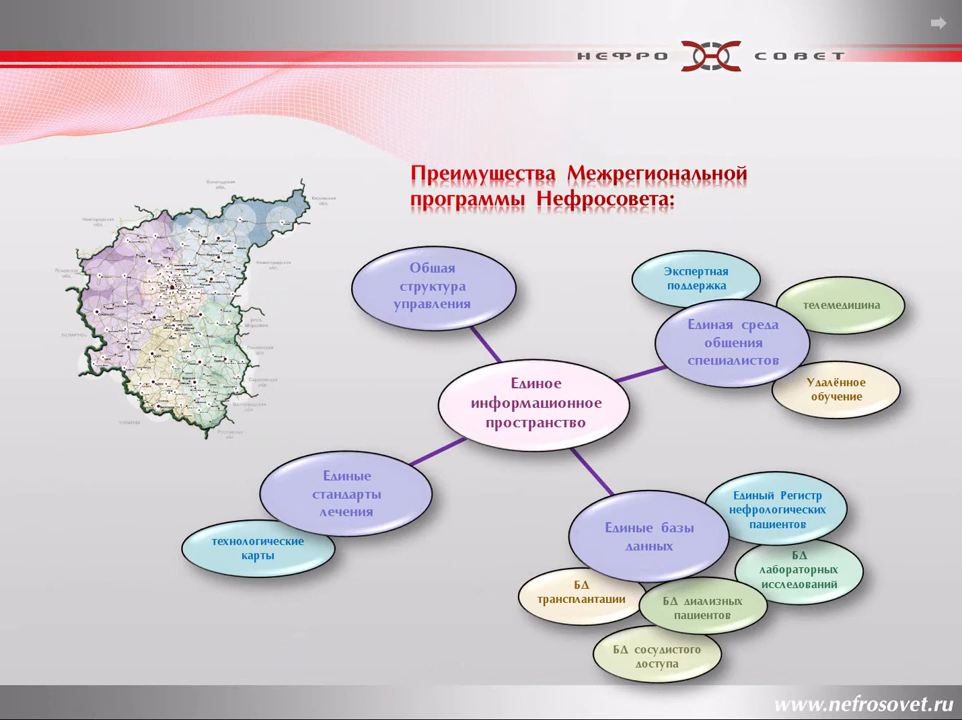 НЕФРО СОВЕТ
Преимущества Межрегиональной
программы Нефросовета:
Общая
структура
управления
Экспертная
поддержка
телемедицина
Единая среда
общения
специалистов
Удалённое
обучение
Единое
информационное
пространство
Единые
стандарты
лечения
технологические
карты
Единые базы
данных
Единый Регистр
нефрологических
пациентов
БД
лабораторных
исследований
БД
трансплантации
БД диализных
пациентов
БД сосудистого
доступа
www.nefrosovet.ru